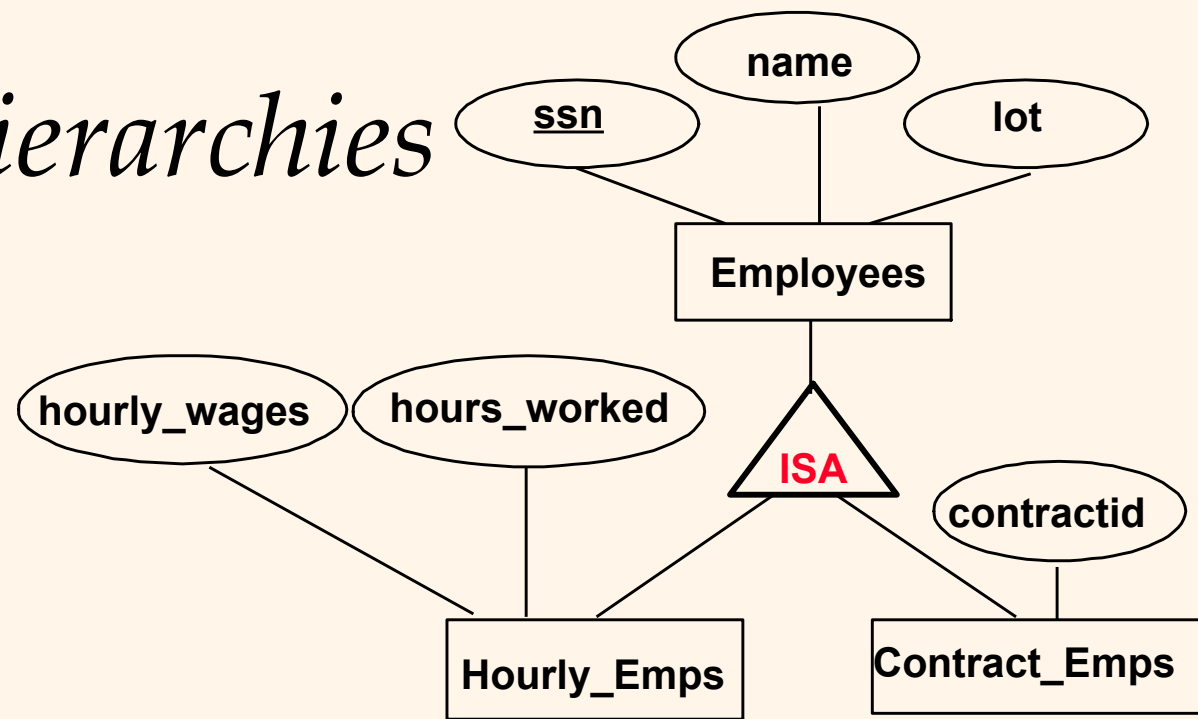 ierarchies
name
ssn
lot
Employees
hourly_wages
hours_worked
ISA
contractid
Hourly_Emps
Contract_Emps